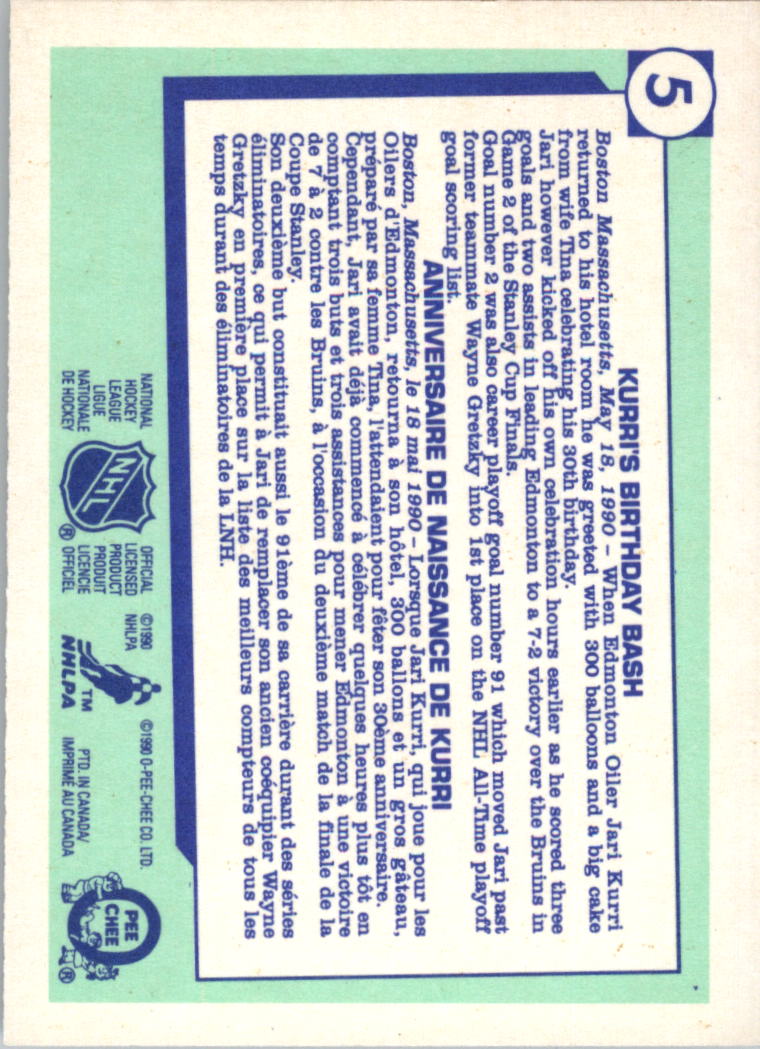 5
KURRI'S BIRTHDAY BASH
Boston Massachusetts, May 18, 1990 – When Edmonton Oiler Jari Kurri
returned to his hotel room he was greeted with 300 balloons and a big cake
from wife Tina celebrating his 30th birthday.
Jari however kicked off his own celebration hours earlier as he scored three
goals and two assists in leading Edmonton to a 7-2 victory over the Bruins in
Game 2 of the Stanley Cup Finals.
Goal number 2 was also career playoff goal number 91 which moved Jari past
former teammate Wayne Gretzky into 1st place on the NHL All-Time playoff
goal scoring list.
ANNIVERSAIRE DE NAISSANCE DE KURRI
Boston, Massachusetts, le 18 mai 1990 – Lorsque Jari Kurri, qui joue pour les
Oilers d'Edmonton, retourna à son hôtel, 300 ballons et un gros gâteau,
préparé par sa femme Tina, l'attendaient pour fêter son 30ème anniversaire.
Cependant, Jari avait déjà commencé à célébrer quelques heures plus tôt en
comptant trois buts et trois assistances pour mener Edmonton à une victoire
de 7 à 2 contre les Bruins, à l'occasion du deuxième match de la finale de la
Coupe Stanley.
Son deuxième but constituait aussi le 91ème de sa carrière durant des séries
éliminatoires, ce qui permit à Jari de remplacer son ancien coéquipier Wayne
Gretzky en première place sur la liste des meilleurs compteurs de tous les
temps durant des éliminatoires de la LNH.
NATIONAL
HOCKEY
LEAGUE
LIGUE
NATIONALE
DE HOCKEY
NHL
®
OFFICIAL
LICENSED
PRODUCT
PRODUIT
LICENCIE
OFFICIEL
©1990
NHLPA
TM
NHLPA
©1990 O-PEE-CHEE CO. LTD.
PTD. IN CANADA/
IMPRIMÉ AU CANADA
O
PEE
CHEE
®